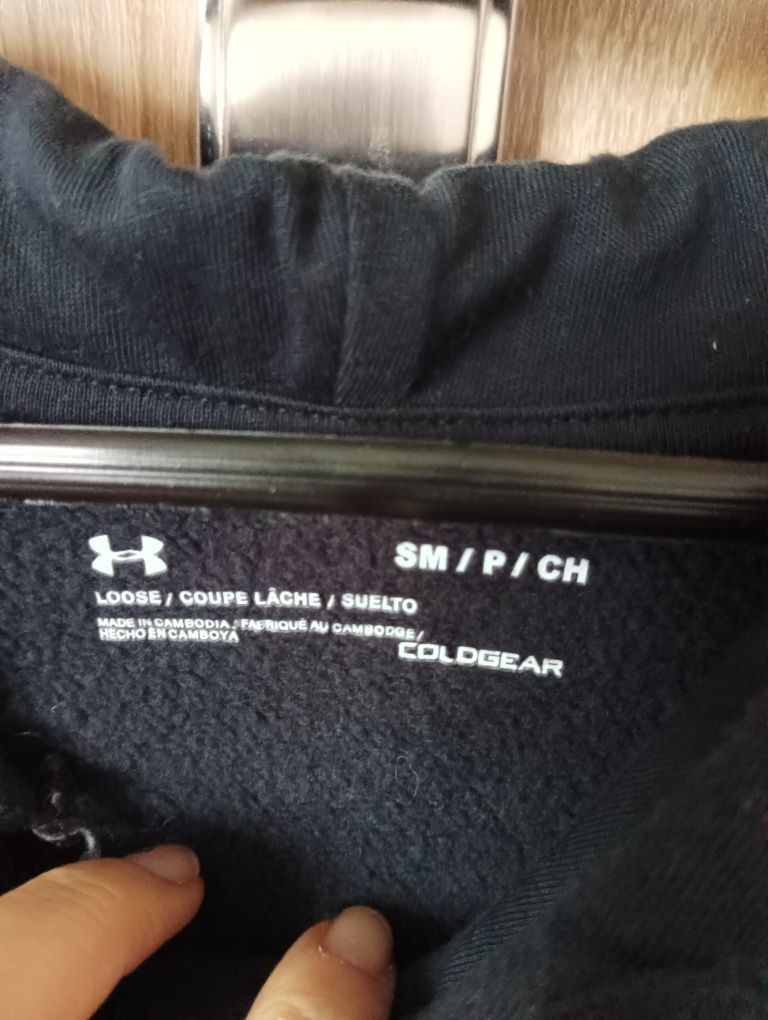 SM / P / CH
LOOSE / COUPE LÂCHE / SUELTO
MADE IN CAMBODIA / FABRIQUÉ AU CAMBODGE /
HECHO EN CAMBOYA
COLDGEAR